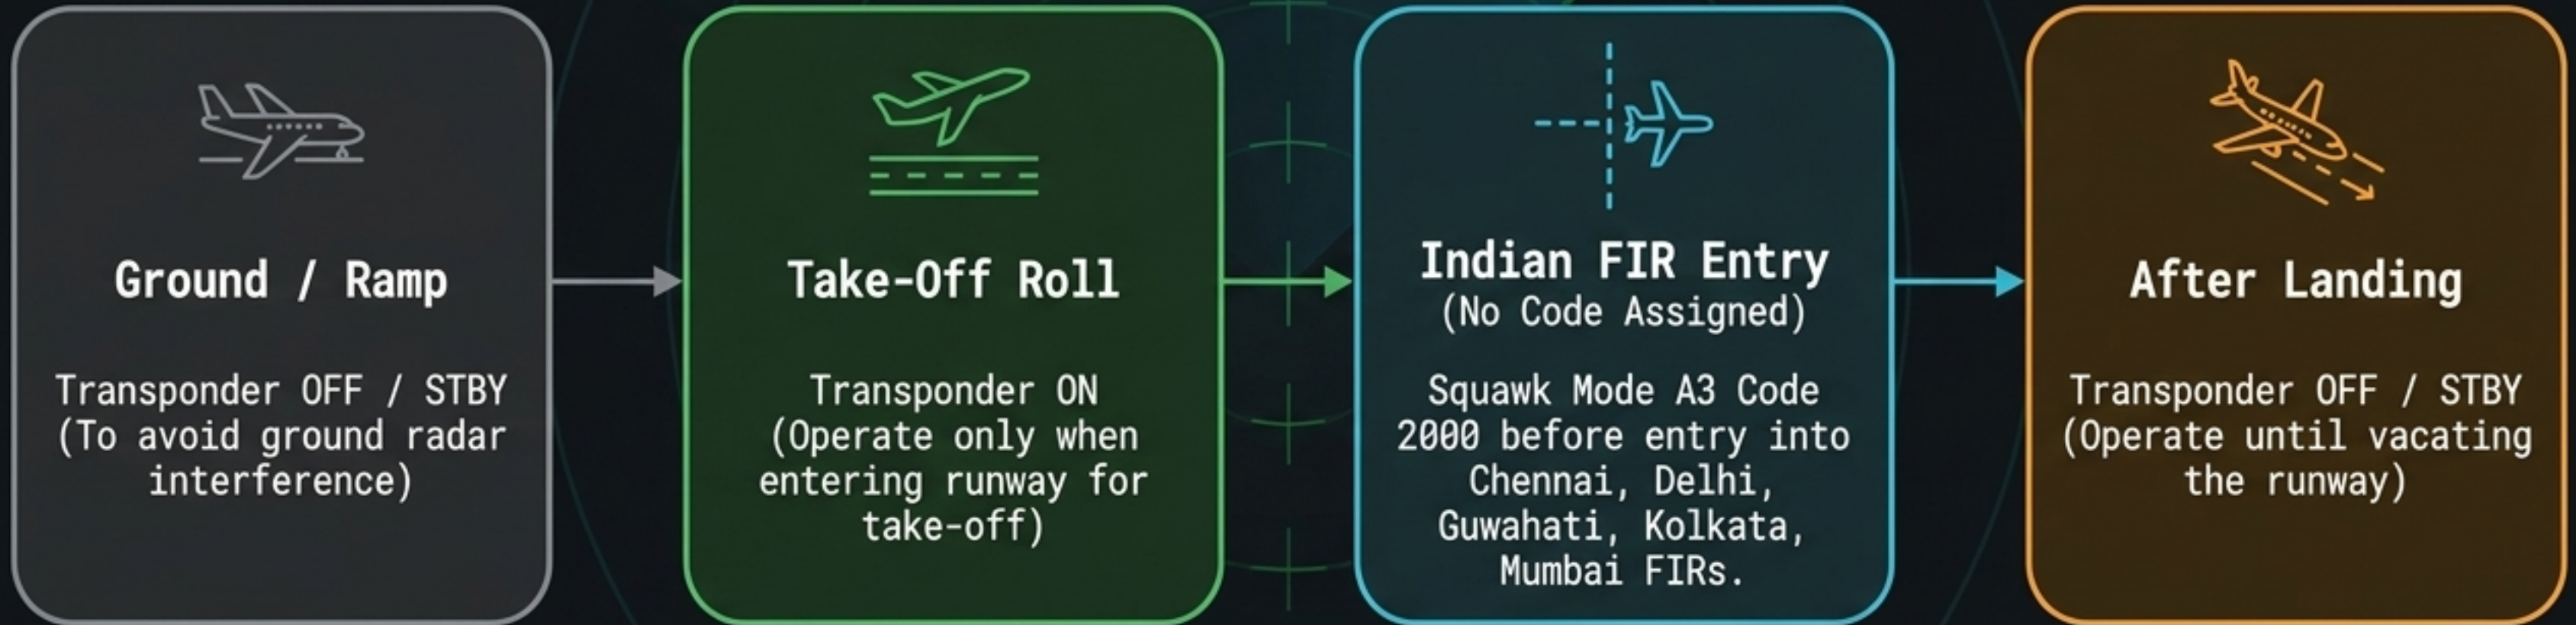 Ground / Ramp
Transponder OFF / STBY
(To avoid ground radar
interference)
Take-Off Roll
Transponder ON
(Operate only when
entering runway for
take-off)
Indian FIR Entry
(No Code Assigned)
Squawk Mode A3 Code
2000 before entry into
Chennai, Delhi,
Guwahati, Kolkata,
Mumbai FIRs.
After Landing
Transponder OFF / STBY
(Operate until vacating
the runway)